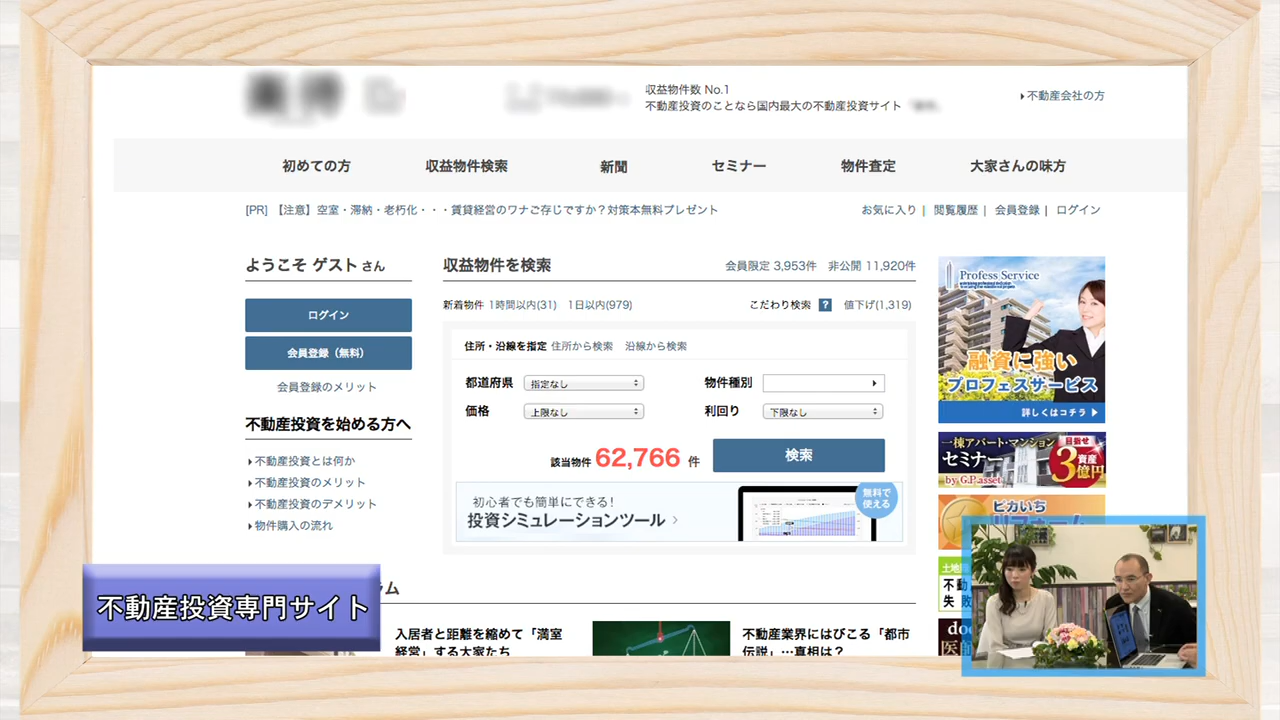 収益物件数 No.1
不動産投資のことなら国内最大の不動産投資サイト
不動産会社の方
初めての方 収益物件検索 新聞 セミナー 物件査定 大家さんの味方
[PR] 【注意】空室・滞納・老朽化・・・賃貸経営のワナご存じですか？対策本無料プレゼント
お気に入り | 閲覧履歴 | 会員登録 | ログイン
ようこそ ゲスト さん
ログイン
会員登録（無料）
会員登録のメリット
不動産投資を始める方へ
不動産投資とは何か
不動産投資のメリット
不動産投資のデメリット
物件購入の流れ
収益物件を検索
会員限定 3,953件 非公開 11,920件
新着物件 1時間以内(31) 1日以内(979)
こだわり検索 ? 値下げ(1,319)
住所・沿線を指定 住所から検索 沿線から検索
都道府県 指定なし 物件種別
価格 上限なし 利回り 下限なし
該当物件 62,766 件 検索
初心者でも簡単にできる！
投資シミュレーションツール
無料で
使える
Profess Service
融資に強い
プロフェスサービス
詳しくはコチラ
一棟アパート・マンション
セミナー
by G.P.asset
目指せ
資産
3億円
ピカいち
リフォーム
土地
不動
失敗
doc
医師
ラム
入居者と距離を縮めて「満室
経営」する大家たち
不動産業界にはびこる「都市
伝説」…真相は？
不動産投資専門サイト